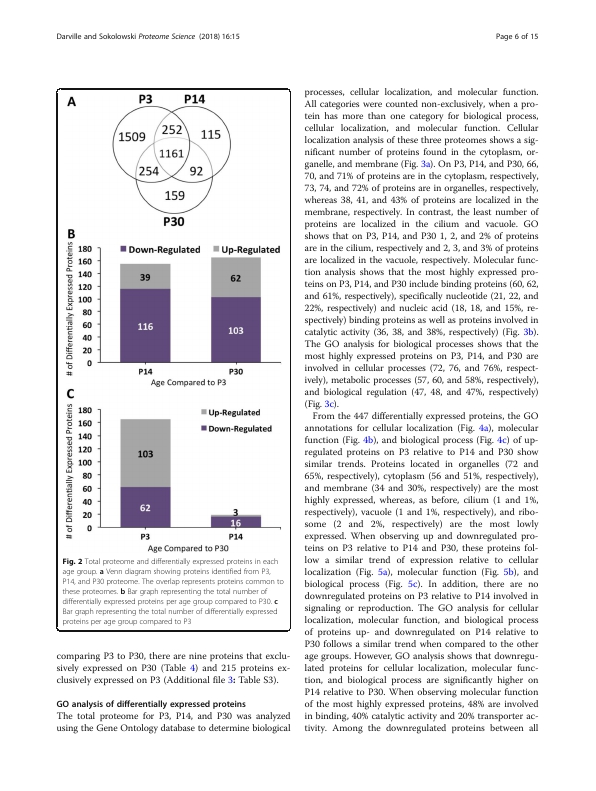 Darville and Sokolowski Proteome Science (2018) 16:15
Page 6 of 15
A
P3
P14
1509
252
115
1161
254
92
159
P30
B
# of Differentially Expressed Proteins
180
160
140
120
100
80
60
40
20
0
Down-Regulated
Up-Regulated
39
62
116
103
P14
P30
Age Compared to P3
C
# of Differentially Expressed Proteins
180
160
140
120
100
80
60
40
20
0
Up-Regulated
Down-Regulated
103
62
3
16
P3
P14
Age Compared to P30
Fig. 2 Total proteome and differentially expressed proteins in each
age group. a Venn diagram showing proteins identified from P3,
P14, and P30 proteome. The overlap represents proteins common to
these proteomes. b Bar graph representing the total number of
differentially expressed proteins per age group compared to P30. c
Bar graph representing the total number of differentially expressed
proteins per age group compared to P3
comparing P3 to P30, there are nine proteins that exclu-
sively expressed on P30 (Table 4) and 215 proteins ex-
clusively expressed on P3 (Additional file 3: Table S3).
GO analysis of differentially expressed proteins
The total proteome for P3, P14, and P30 was analyzed
using the Gene Ontology database to determine biological
processes, cellular localization, and molecular function.
All categories were counted non-exclusively, when a pro-
tein has more than one category for biological process,
cellular localization, and molecular function. Cellular
localization analysis of these three proteomes shows a sig-
nificant number of proteins found in the cytoplasm, or-
ganelle, and membrane (Fig. 3a). On P3, P14, and P30, 66,
70, and 71% of proteins are in the cytoplasm, respectively,
73, 74, and 72% of proteins are in organelles, respectively,
whereas 38, 41, and 43% of proteins are localized in the
membrane, respectively. In contrast, the least number of
proteins are localized in the cilium and vacuole. GO
shows that on P3, P14, and P30 1, 2, and 2% of proteins
are in the cilium, respectively and 2, 3, and 3% of proteins
are localized in the vacuole, respectively. Molecular func-
tion analysis shows that the most highly expressed pro-
teins on P3, P14, and P30 include binding proteins (60, 62,
and 61%, respectively), specifically nucleotide (21, 22, and
22%, respectively) and nucleic acid (18, 18, and 15%, re-
spectively) binding proteins as well as proteins involved in
catalytic activity (36, 38, and 38%, respectively) (Fig. 3b).
The GO analysis for biological processes shows that the
most highly expressed proteins on P3, P14, and P30 are
involved in cellular processes (72, 76, and 76%, respect-
ively), metabolic processes (57, 60, and 58%, respectively),
and biological regulation (47, 48, and 47%, respectively)
(Fig. 3c).
From the 447 differentially expressed proteins, the GO
annotations for cellular localization (Fig. 4a), molecular
function (Fig. 4b), and biological process (Fig. 4c) of up-
regulated proteins on P3 relative to P14 and P30 show
similar trends. Proteins located in organelles (72 and
65%, respectively), cytoplasm (56 and 51%, respectively),
and membrane (34 and 30%, respectively) are the most
highly expressed, whereas, as before, cilium (1 and 1%,
respectively), vacuole (1 and 1%, respectively), and ribo-
some (2 and 2%, respectively) are the most lowly
expressed. When observing up and downregulated pro-
teins on P3 relative to P14 and P30, these proteins fol-
low a similar trend of expression relative to cellular
localization (Fig. 5a), molecular function (Fig. 5b), and
biological process (Fig. 5c). In addition, there are no
downregulated proteins on P3 relative to P14 involved in
signaling or reproduction. The GO analysis for cellular
localization, molecular function, and biological process
of proteins up- and downregulated on P14 relative to
P30 follows a similar trend when compared to the other
age groups. However, GO analysis shows that downregu-
lated proteins for cellular localization, molecular func-
tion, and biological process are significantly higher on
P14 relative to P30. When observing molecular function
of the most highly expressed proteins, 48% are involved
in binding, 40% catalytic activity and 20% transporter ac-
tivity. Among the downregulated proteins between all